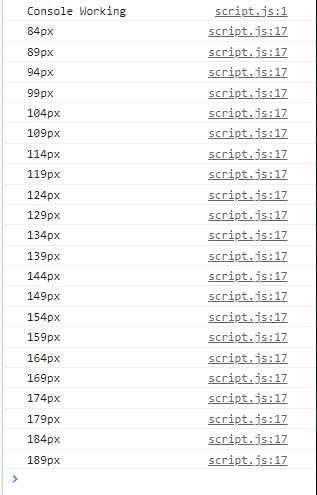 Console Working script.js:1
84px script.js:17
89px script.js:17
94px script.js:17
99px script.js:17
104px script.js:17
109px script.js:17
114px script.js:17
119px script.js:17
124px script.js:17
129px script.js:17
134px script.js:17
139px script.js:17
144px script.js:17
149px script.js:17
154px script.js:17
159px script.js:17
164px script.js:17
169px script.js:17
174px script.js:17
179px script.js:17
184px script.js:17
189px script.js:17